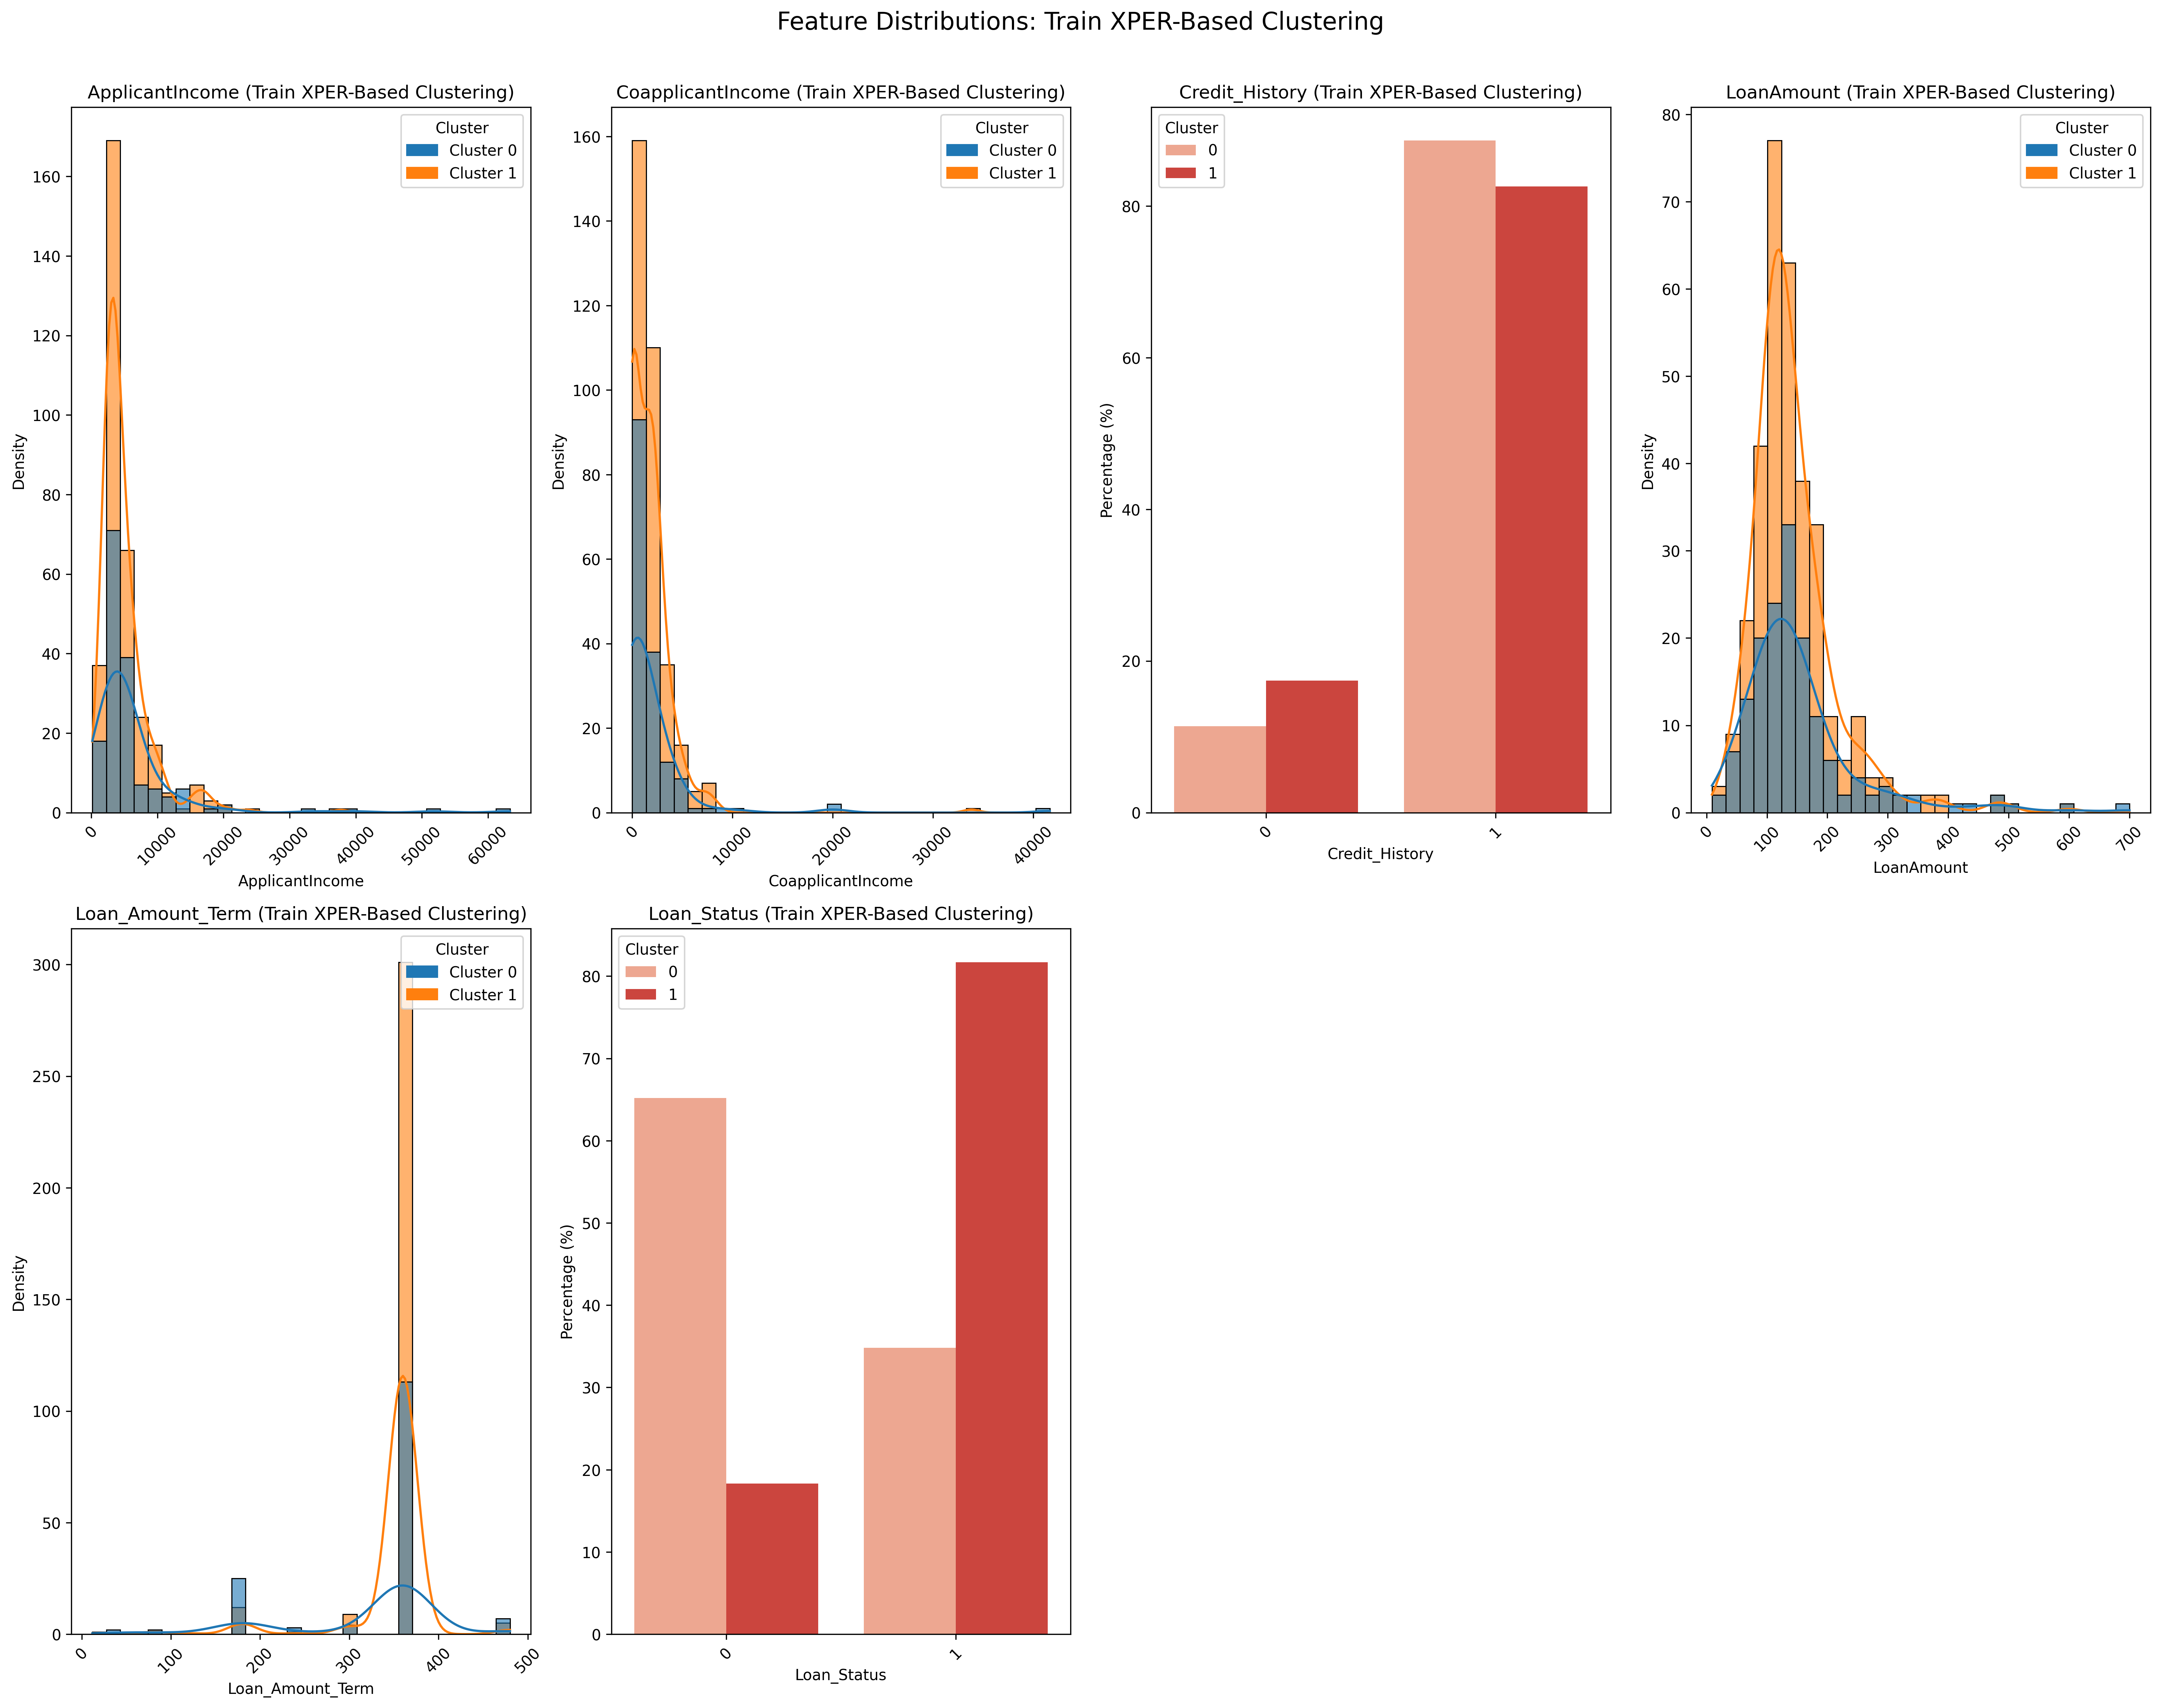 Feature Distributions: Train XPER-Based Clustering
ApplicantIncome (Train XPER-Based Clustering)
Cluster
Cluster 0
Cluster 1
160
140
120
100
80
60
40
20
0
Density
0
10000
20000
30000
40000
50000
60000
ApplicantIncome
CoapplicantIncome (Train XPER-Based Clustering)
Cluster
Cluster 0
Cluster 1
160
140
120
100
80
60
40
20
0
Density
0
10000
20000
30000
40000
CoapplicantIncome
Credit_History (Train XPER-Based Clustering)
Cluster
0
1
80
60
40
20
0
Percentage (%)
0
1
Credit_History
LoanAmount (Train XPER-Based Clustering)
Cluster
Cluster 0
Cluster 1
80
70
60
50
40
30
20
10
0
Density
0
100
200
300
400
500
600
700
LoanAmount
Loan_Amount_Term (Train XPER-Based Clustering)
Cluster
Cluster 0
Cluster 1
300
250
200
150
100
50
0
Density
0
100
200
300
400
500
Loan_Amount_Term
Loan_Status (Train XPER-Based Clustering)
Cluster
0
1
80
70
60
50
40
30
20
10
0
Percentage (%)
0
1
Loan_Status